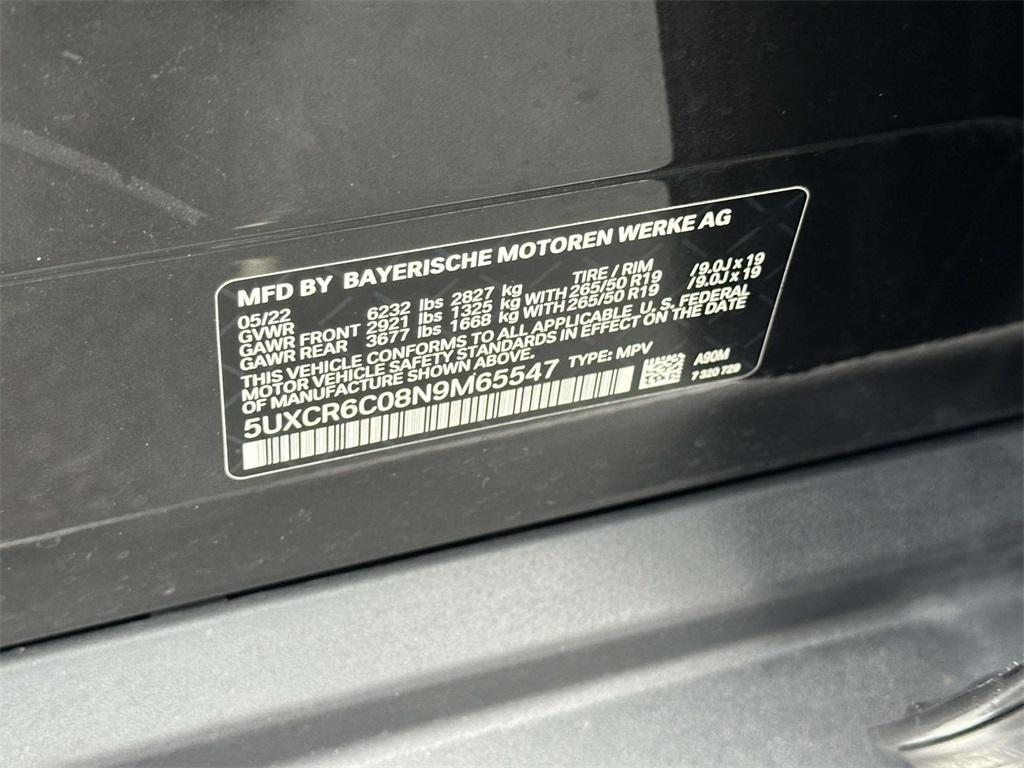 MFD BY BAYERISCHE MOTOREN WERKE AG
05/22 TIRE / RIM
GVWR 6232 lbs 2827 kg
GAWR FRONT 2921 lbs 1325 kg WITH 265/50 R19 /9.0J x 19
GAWR REAR 3677 lbs 1668 kg WITH 265/50 R19 /9.0J x 19
THIS VEHICLE CONFORMS TO ALL APPLICABLE U.S. FEDERAL
MOTOR VEHICLE SAFETY STANDARDS IN EFFECT ON THE DATE
OF MANUFACTURE SHOWN ABOVE.
5UXCR6C08N9M65547 TYPE: MPV A90M
7 320 729